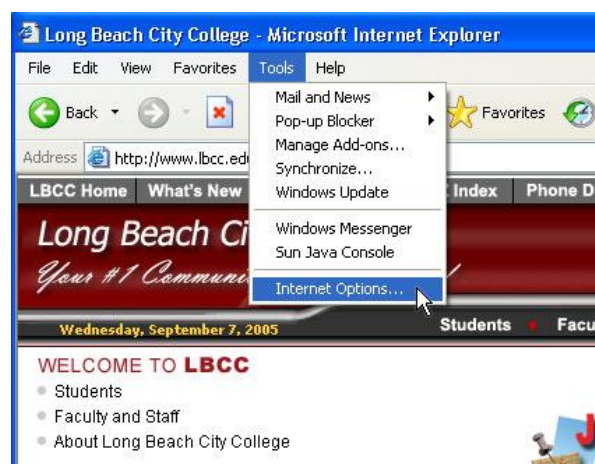 Long Beach City College - Microsoft Internet Explorer
File Edit View Favorites Tools Help
Back Favorites
Mail and News
Pop-up Blocker
Manage Add-ons...
Synchronize...
Windows Update
Windows Messenger
Sun Java Console
Internet Options...
Address http://www.lbcc.ed
LBCC Home What's New Index Phone D
Long Beach Ci
Your #1 Communi
Wednesday, September 7, 2005 Students Facu
WELCOME TO LBCC
Students
Faculty and Staff
About Long Beach City College